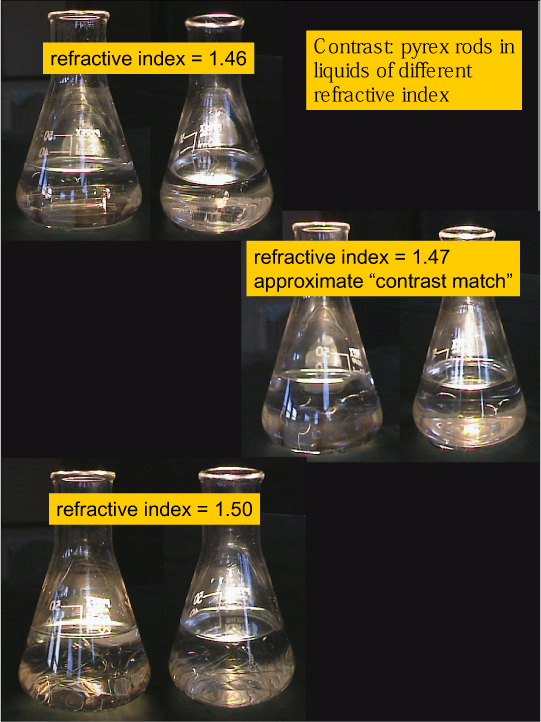 refractive index = 1.46
Contrast: pyrex rods in
liquids of different
refractive index
refractive index = 1.47
approximate “contrast match”
refractive index = 1.50